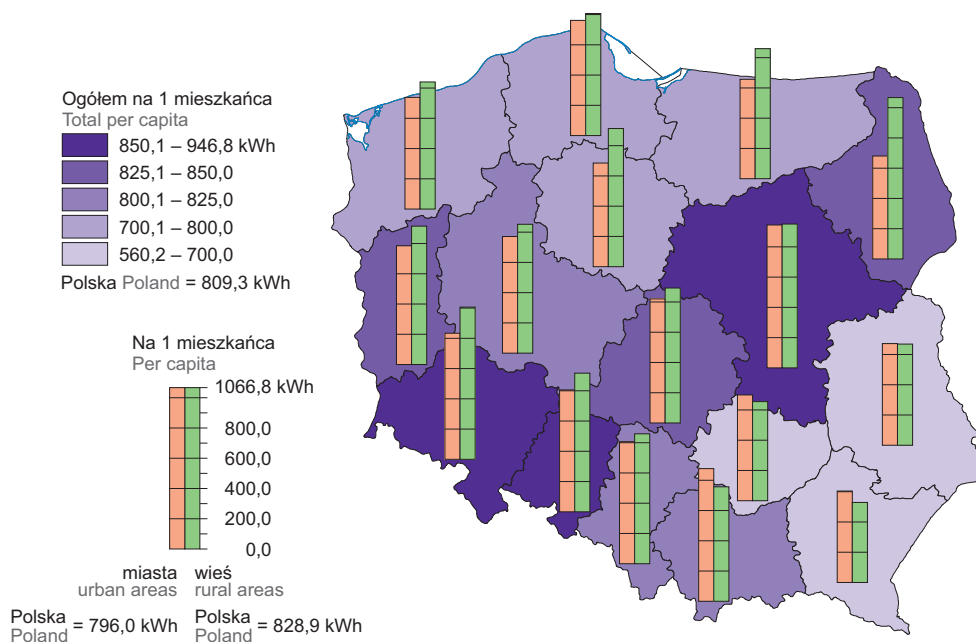 Ogółem na 1 mieszkańca
Total per capita
850,1 – 946,8 kWh
825,1 – 850,0
800,1 – 825,0
700,1 – 800,0
560,2 – 700,0
Polska Poland = 809,3 kWh
Na 1 mieszkańca
Per capita
1066,8 kWh
800,0
600,0
400,0
200,0
0,0
miasta wieś
urban areas rural areas
Polska = 796,0 kWh Polska = 828,9 kWh
Poland Poland